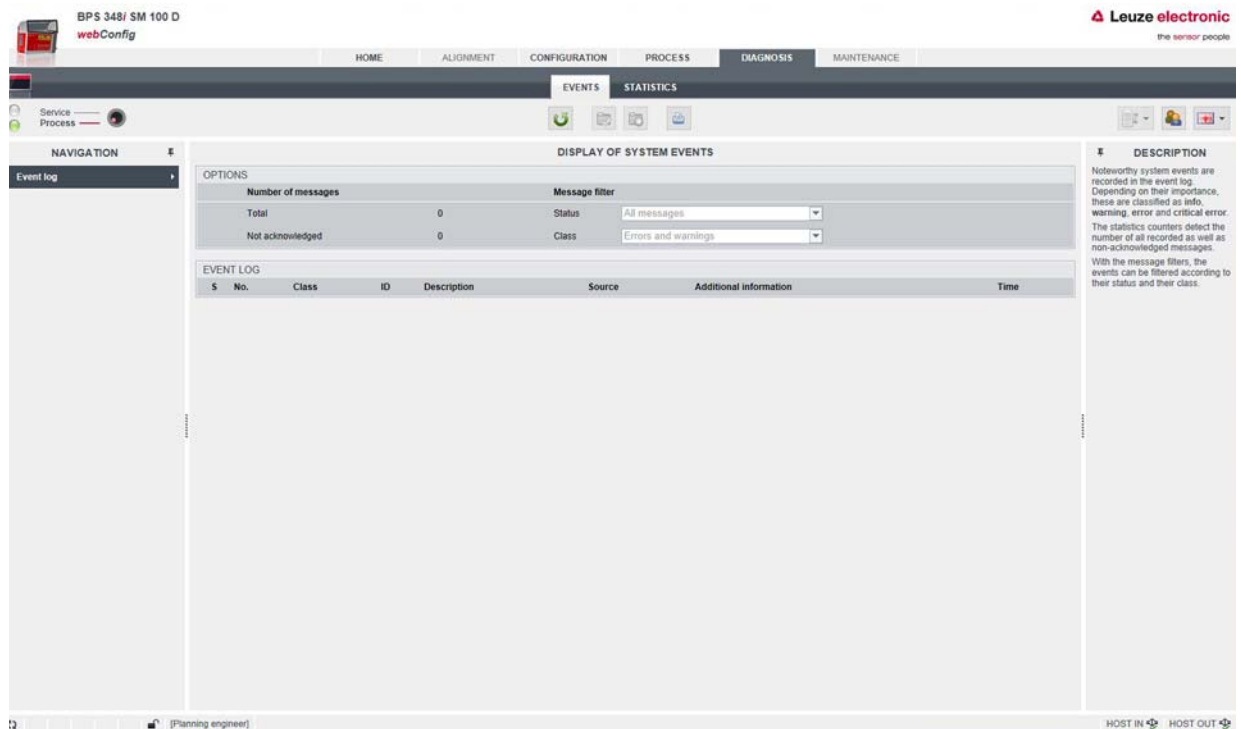 BPS 348i SM 100 D
webConfig
Leuze electronic
the sensor people
HOME ALIGNMENT CONFIGURATION PROCESS DIAGNOSIS MAINTENANCE
EVENTS STATISTICS
Service
Process
NAVIGATION
Event log
DISPLAY OF SYSTEM EVENTS
OPTIONS
Number of messages Message filter
Total 0 Status All messages
Not acknowledged 0 Class Errors and warnings
EVENT LOG
S No. Class ID Description Source Additional information Time
DESCRIPTION
Noteworthy system events are
recorded in the event log.
Depending on their importance,
these are classified as info,
warning, error and critical error.
The statistics counters detect the
number of all recorded as well as
non-acknowledged messages.
With the message filters, the
events can be filtered according to
their status and their class.
[Planning engineer]
HOST IN HOST OUT